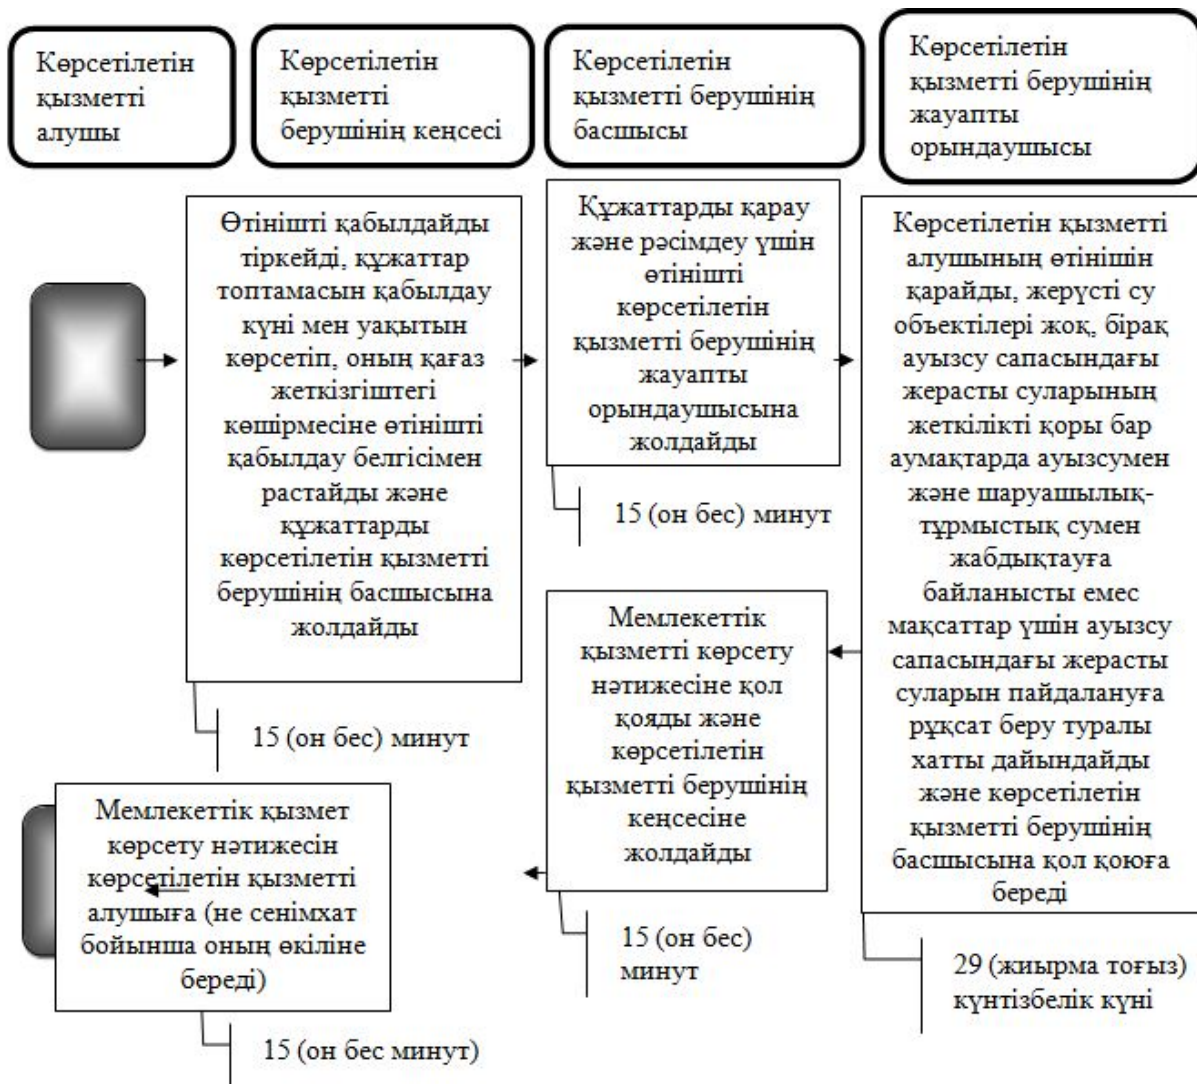 Көрсетілетін
қызметті
алушы
Көрсетілетін
қызметті
берушінің кеңсесі
Көрсетілетін
қызметті берушінің
басшысы
Көрсетілетін
қызметті берушінің
жауапты
орындаушысы
Өтінішті қабылдайды
тіркейді, құжаттар
топтамасын қабылдау
күні мен уақытын
көрсетіп, оның қағаз
жеткізгіштегі
көшірмесіне өтінішті
қабылдау белгісімен
растайды және
құжаттарды
көрсетілетін қызметті
берушінің басшысына
жолдайды
15 (он бес) минут
Құжаттарды қарау
және рәсімдеу үшін
өтінішті
көрсетілетін
қызметті берушінің
жауапты
орындаушысына
жолдайды
15 (он бес) минут
Көрсетілетін қызметті
алушының өтінішін
қарайды, жерүсті су
объектілері жоқ, бірақ
ауызсу сапасындағы
жерасты суларының
жеткілікті қоры бар
аумақтарда ауызсумен
және шаруашылық-
тұрмыстық сумен
жабдықтауға
байланысты емес
мақсаттар үшін ауызсу
сапасындағы жерасты
суларын пайдалануға
рұқсат беру туралы
хатты дайындайды
және көрсетілетін
қызметті берушінің
басшысына қол қоюға
береді
29 (жиырма тоғыз)
күнтізбелік күні
Мемлекеттік
қызметті көрсету
нәтижесіне қол
қояды және
көрсетілетін
қызметті берушінің
кеңсесіне
жолдайды
15 (он бес)
минут
Мемлекеттік қызмет
көрсету нәтижесін
көрсетілетін қызметті
алушыға (не сенімхат
бойынша оның өкіліне
береді)
15 (он бес минут)